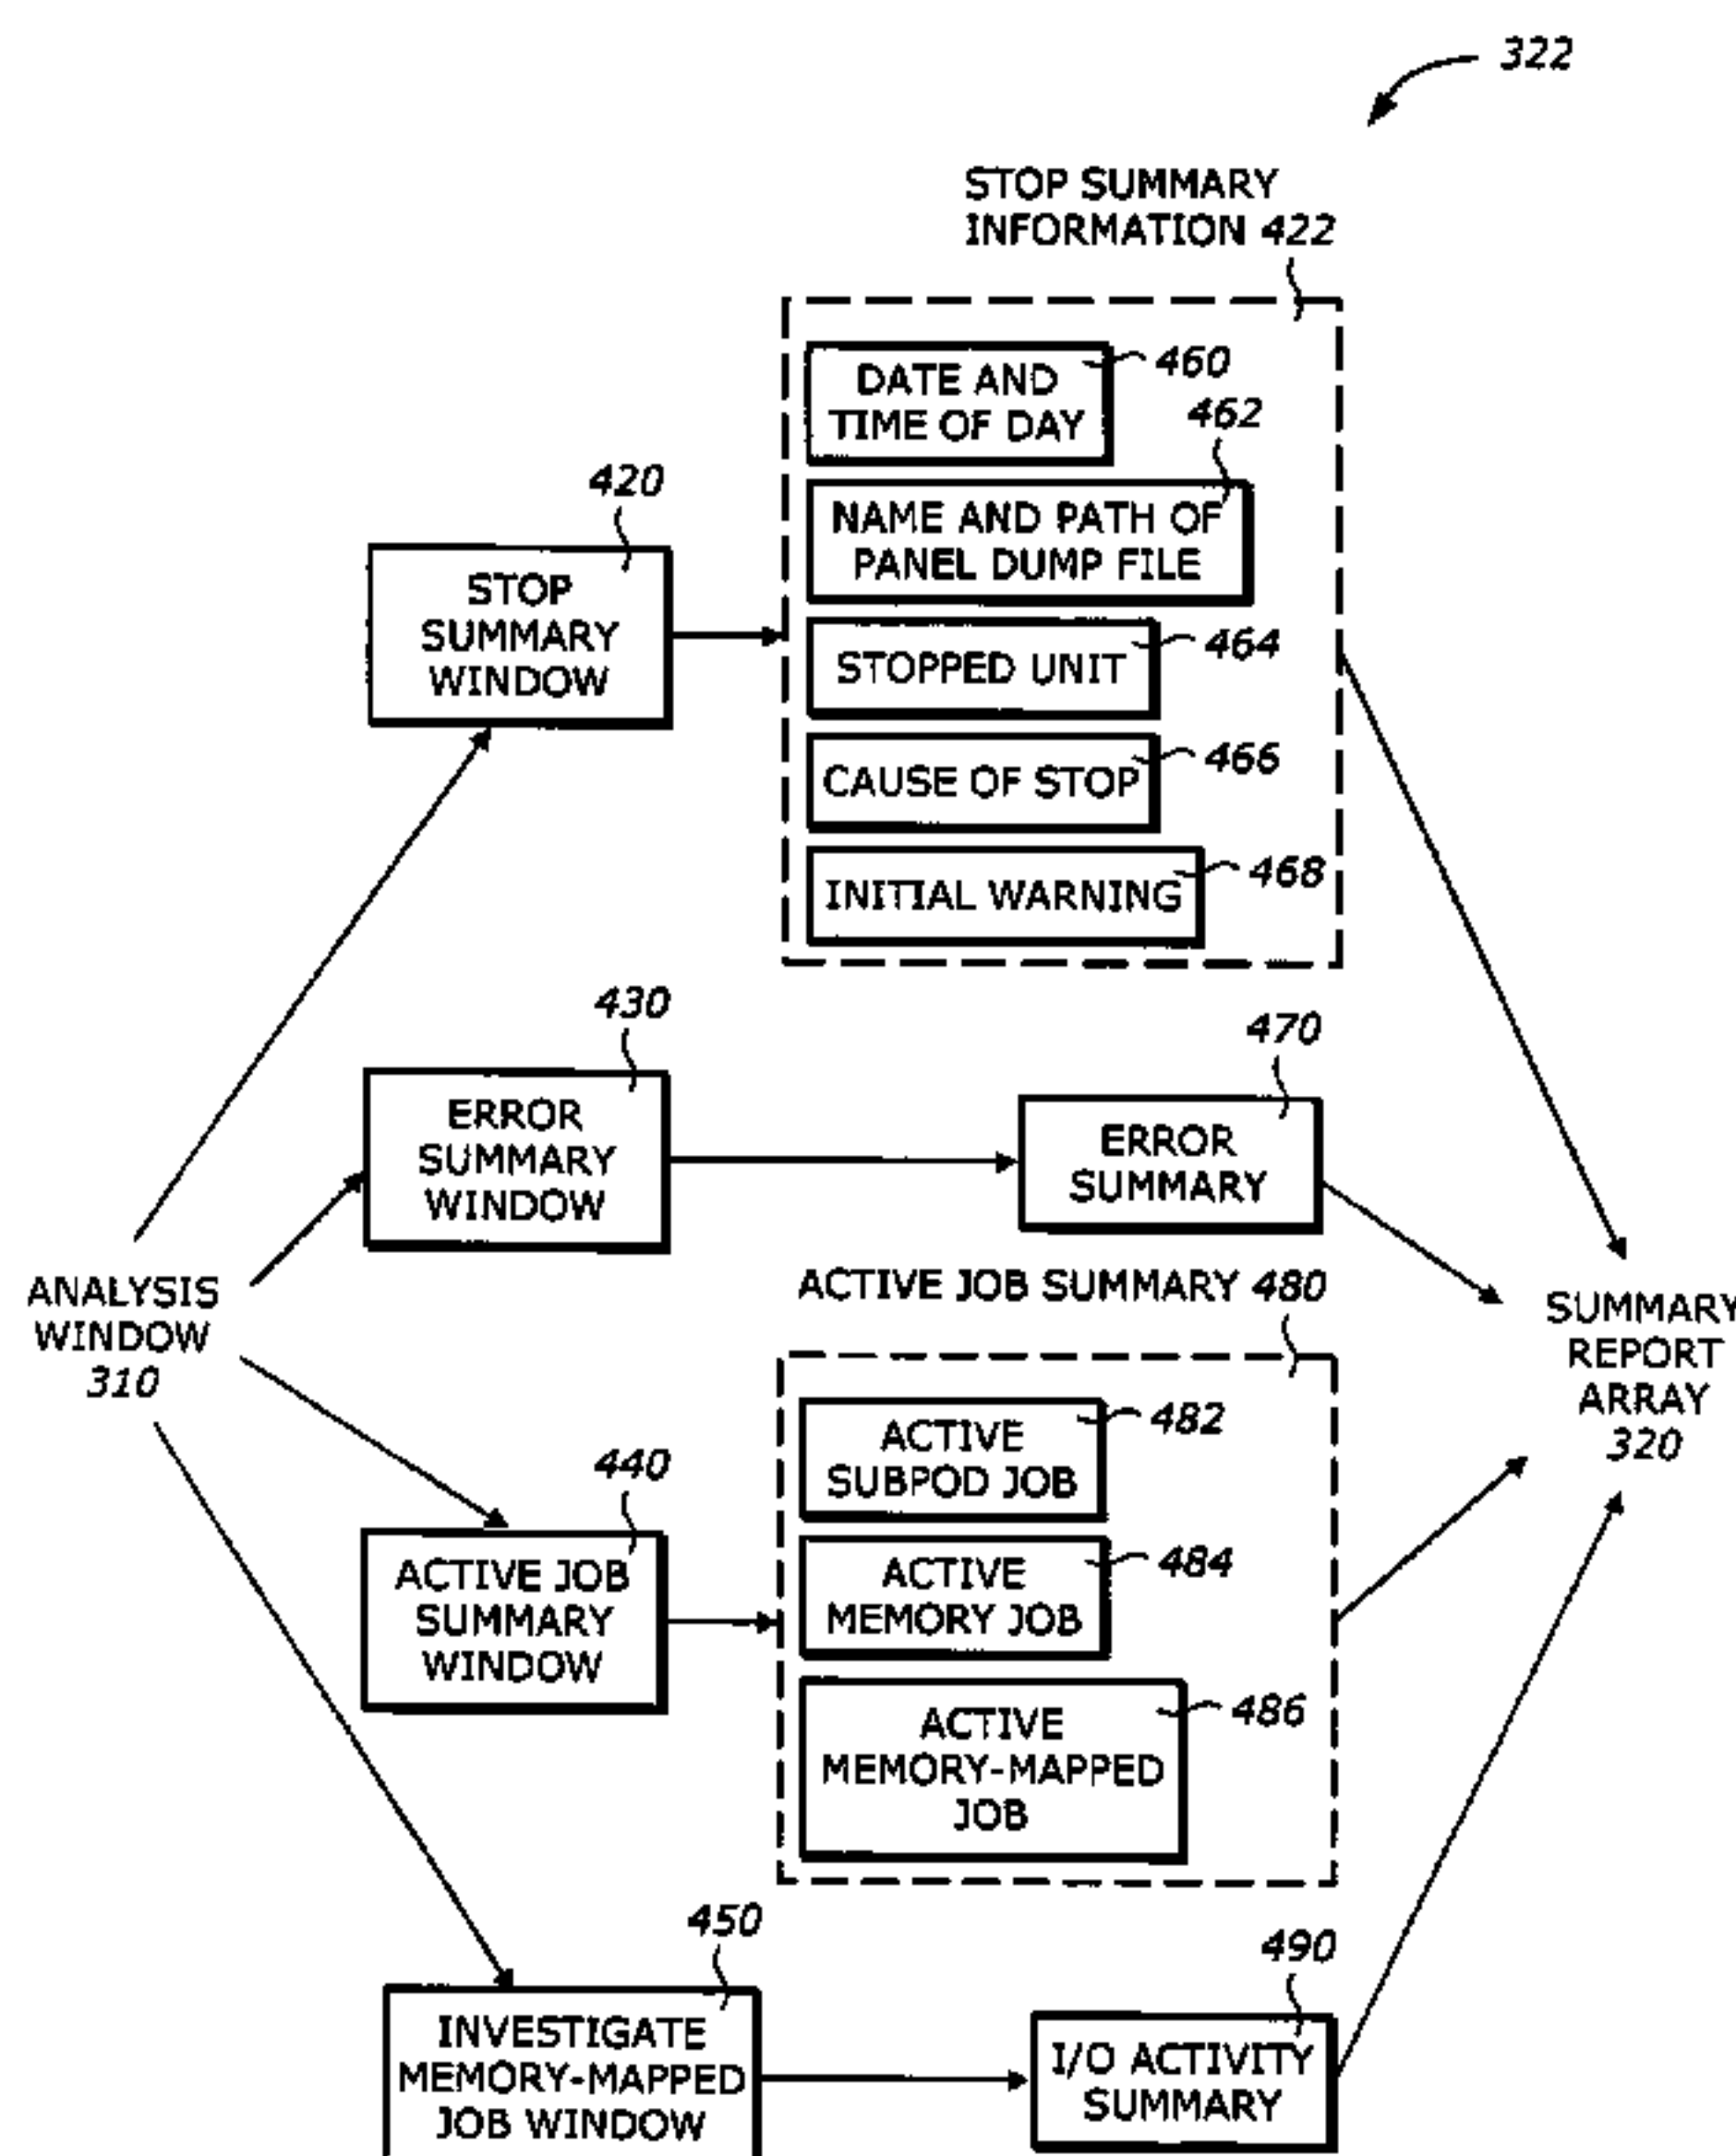 322
STOP SUMMARY
INFORMATION 422
460
DATE AND
TIME OF DAY
462
NAME AND PATH OF
PANEL DUMP FILE
420
STOP
SUMMARY
WINDOW
464
STOPPED UNIT
466
CAUSE OF STOP
468
INITIAL WARNING
430
ERROR
SUMMARY
WINDOW
470
ERROR
SUMMARY
ANALYSIS
WINDOW
310
ACTIVE JOB SUMMARY 480
SUMMARY
REPORT
ARRAY
320
482
ACTIVE
SUBPOD JOB
440
ACTIVE JOB
SUMMARY
WINDOW
484
ACTIVE
MEMORY JOB
486
ACTIVE
MEMORY-MAPPED
JOB
450
INVESTIGATE
MEMORY-MAPPED
JOB WINDOW
490
I/O ACTIVITY
SUMMARY